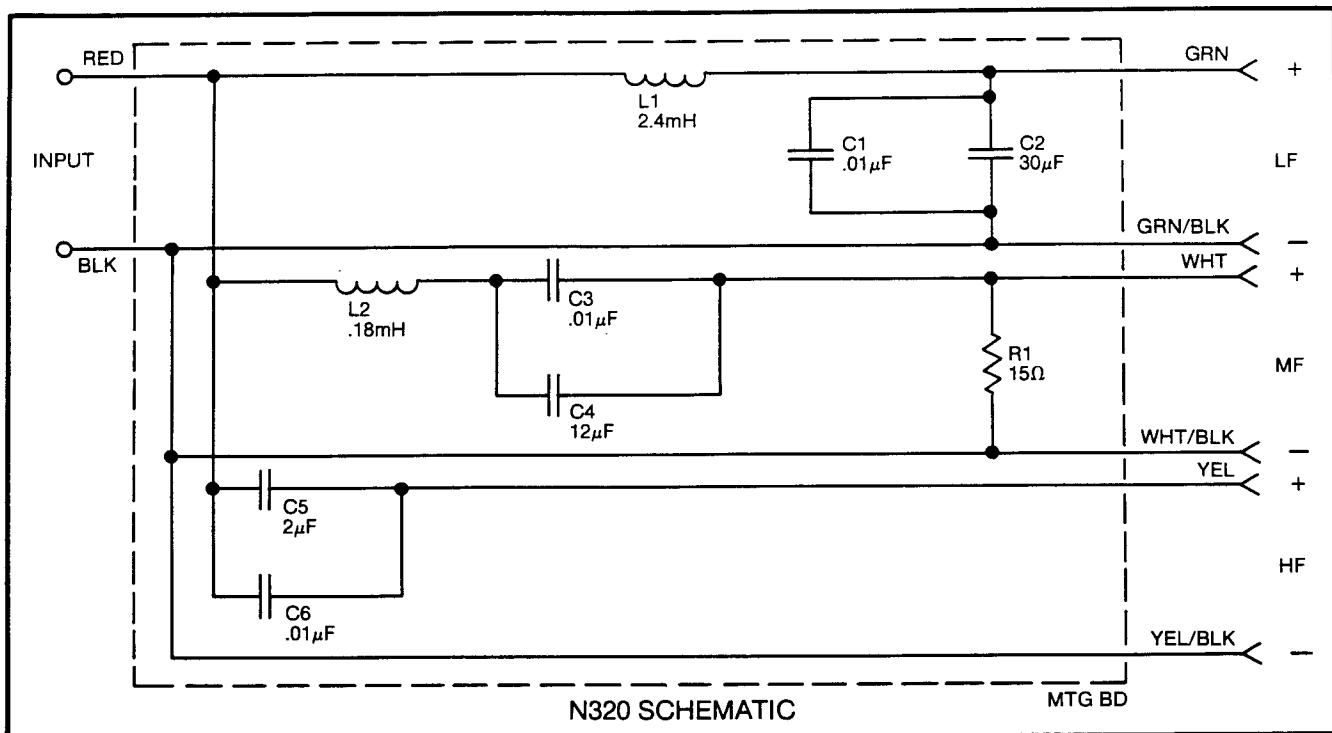 RED
GRN
+
L1
2.4mH
C1
.01µF
C2
30µF
INPUT
LF
GRN/BLK
−
BLK
WHT
+
L2
.18mH
C3
.01µF
R1
15Ω
MF
C4
12µF
WHT/BLK
−
YEL
+
C5
2µF
HF
C6
.01µF
YEL/BLK
−
MTG BD
N320 SCHEMATIC